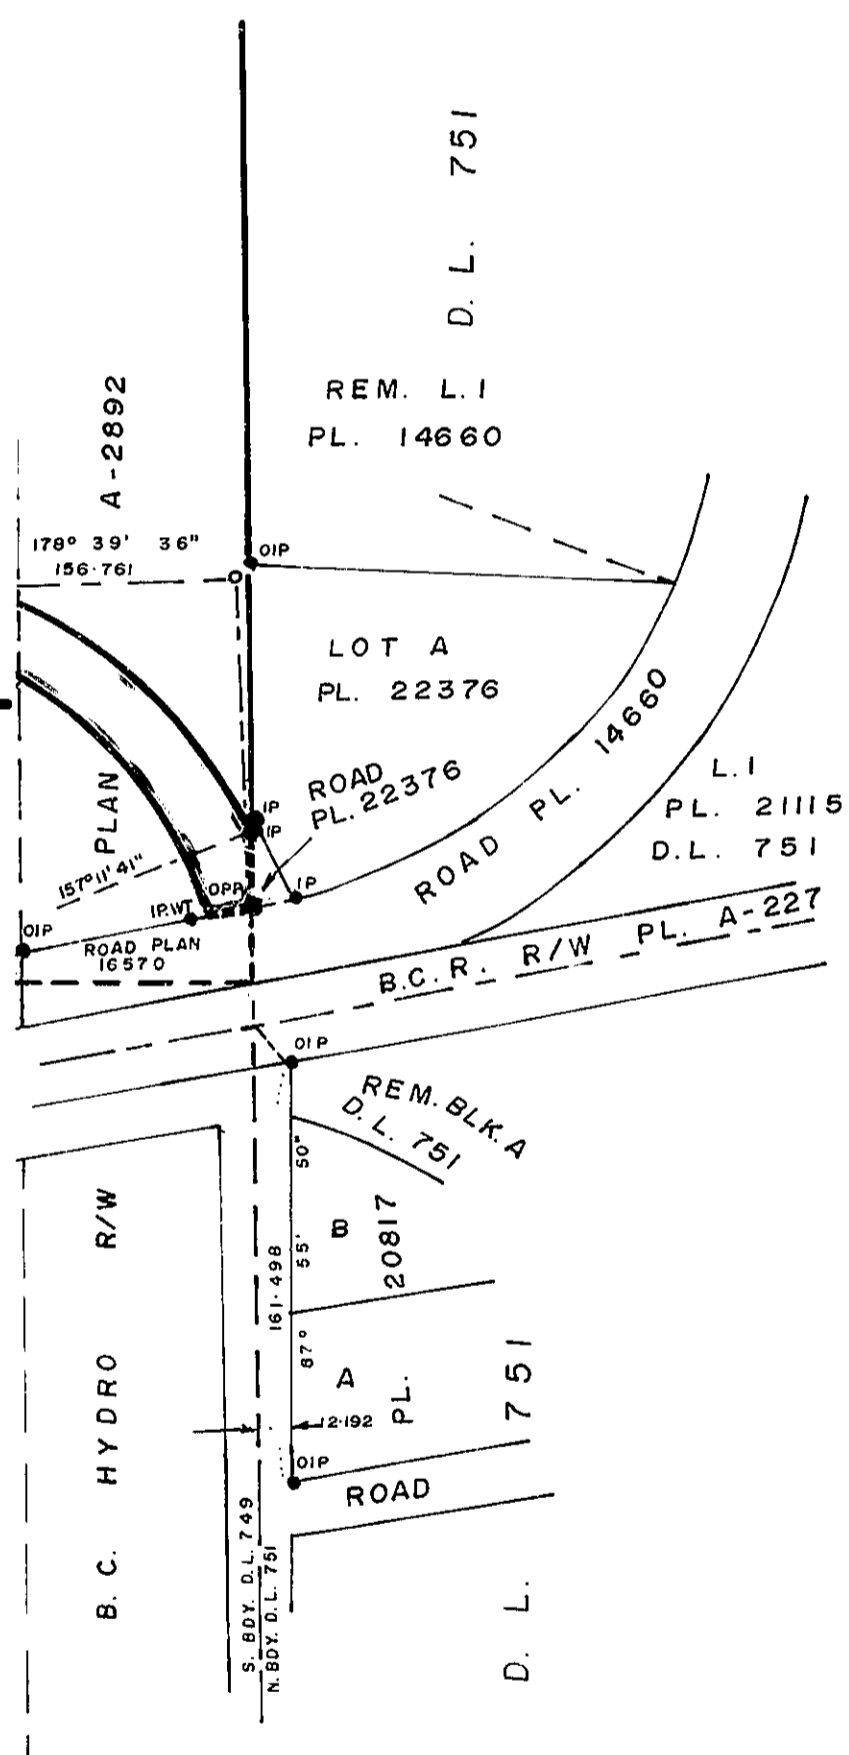 D. L. 751
REM. L. 1
PL. 14660
A-2892
178° 39' 36"
156·761
OIP
LOT A
PL. 22376
ROAD
PL. 22376
ROAD PL. 14660
L. 1
PL. 21115
D.L. 751
PLAN
IP
IP
157° 11' 41"
OPP
IP
IP.WT
OIP
ROAD PLAN
16570
B.C.R. R/W PL. A-227
OIP
REM. BLK. A
D. L. 751
B. C. HYDRO R/W
161·498
87° 55' 50"
B
A
PL. 20817
12·192
OIP
ROAD
S. BDY. D.L. 749
N. BDY. D.L. 751
D. L. 751